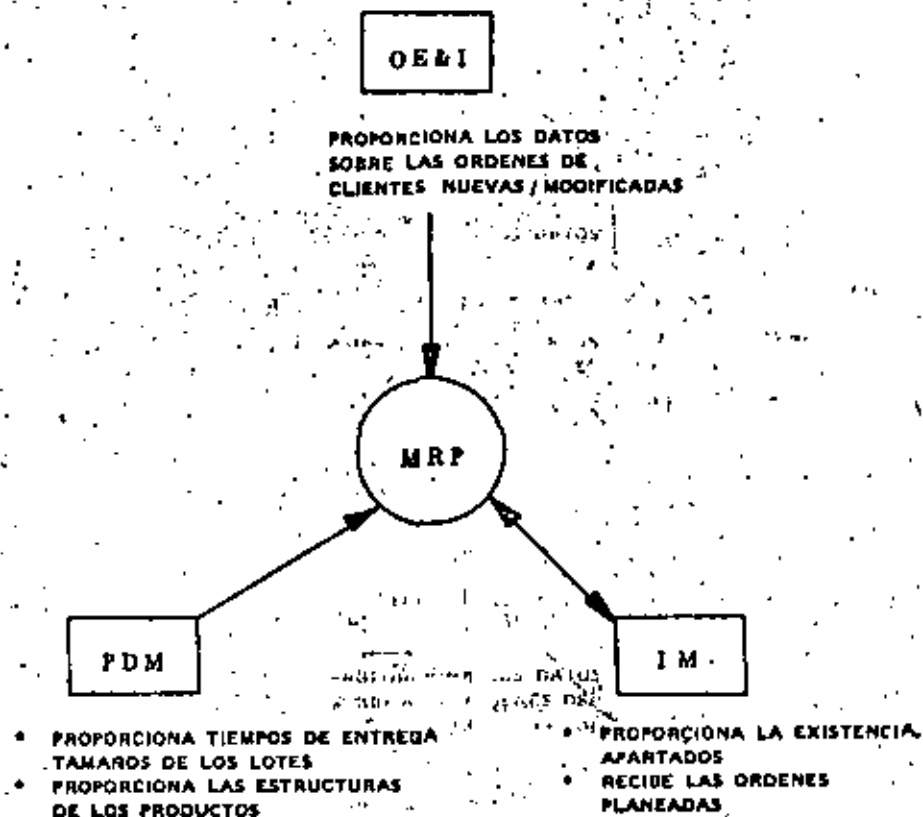 OE&I
PROPORCIONA LOS DATOS
SOBRE LAS ORDENES DE
CLIENTES NUEVAS / MODIFICADAS
MRP
PDM
IM
• PROPORCIONA TIEMPOS DE ENTREGA
TAMAÑOS DE LOS LOTES
• PROPORCIONA LAS ESTRUCTURAS
DE LOS PRODUCTOS
• PROPORCIONA LA EXISTENCIA,
APARTADOS
• RECIBE LAS ORDENES
PLANEADAS